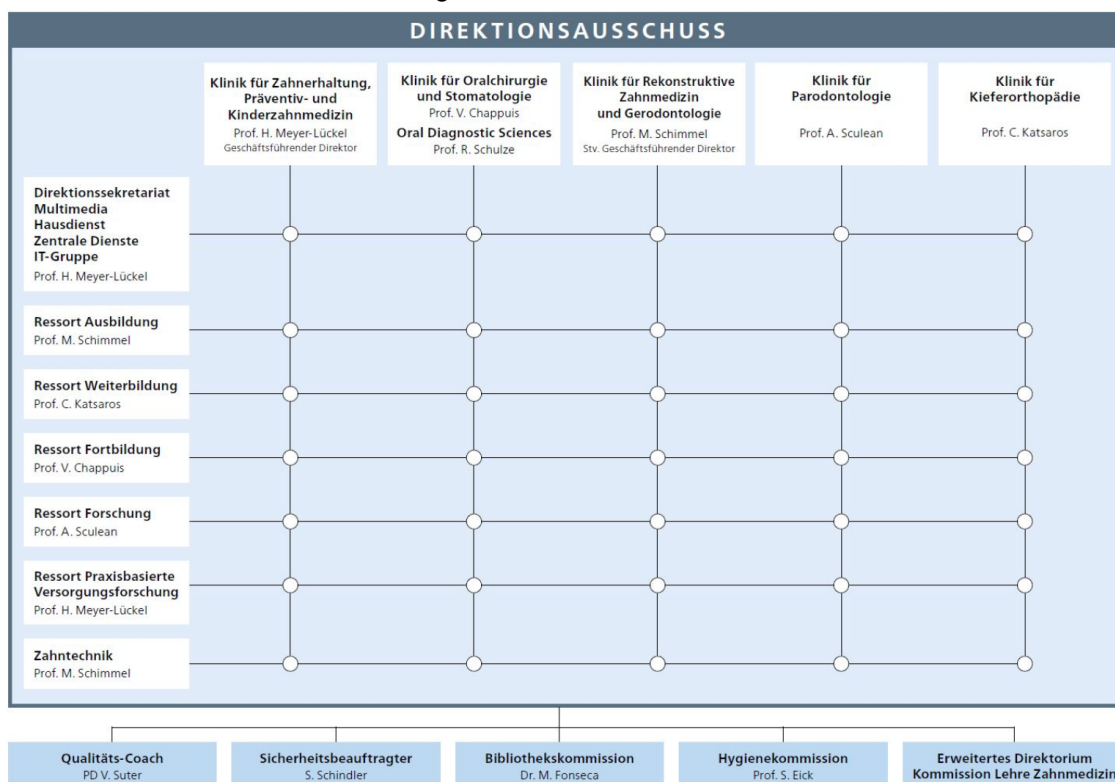 DIREKTIONSAUSSCHUSS
Klinik für Zahnerhaltung,
Präventiv- und
Kinderzahnmedizin
Prof. H. Meyer-Lückel
Geschäftsführender Direktor
Klinik für Oralchirurgie
und Stomatologie
Prof. V. Chappuis
Oral Diagnostic Sciences
Prof. R. Schulze
Klinik für Rekonstruktive
Zahnmedizin
und Gerodontologie
Prof. M. Schimmel
Stv. Geschäftsführender Direktor
Klinik für
Parodontologie
Prof. A. Sculean
Klinik für
Kieferorthopädie
Prof. C. Katsaros
Direktionssekretariat
Multimedia
Hausdienst
Zentrale Dienste
IT-Gruppe
Prof. H. Meyer-Lückel
Ressort Ausbildung
Prof. M. Schimmel
Ressort Weiterbildung
Prof. C. Katsaros
Ressort Fortbildung
Prof. V. Chappuis
Ressort Forschung
Prof. A. Sculean
Ressort Praxisbasierte
Versorgungsforschung
Prof. H. Meyer-Lückel
Zahntechnik
Prof. M. Schimmel
Qualitäts-Coach
PD V. Suter
Sicherheitsbeauftragter
S. Schindler
Bibliothekskommission
Dr. M. Fonseca
Hygienekommission
Prof. S. Eick
Erweitertes Direktorium
Kommission Lehre Zahnmedizin